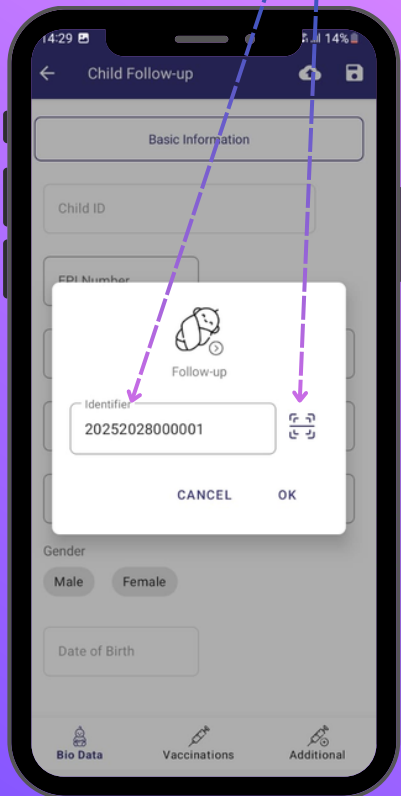 14:29
14%
Child Follow-up
Basic Information
Child ID
EPI Number
Follow-up
Identifier
20252028000001
CANCEL
OK
Gender
Male
Female
Date of Birth
Bio Data
Vaccinations
Additional